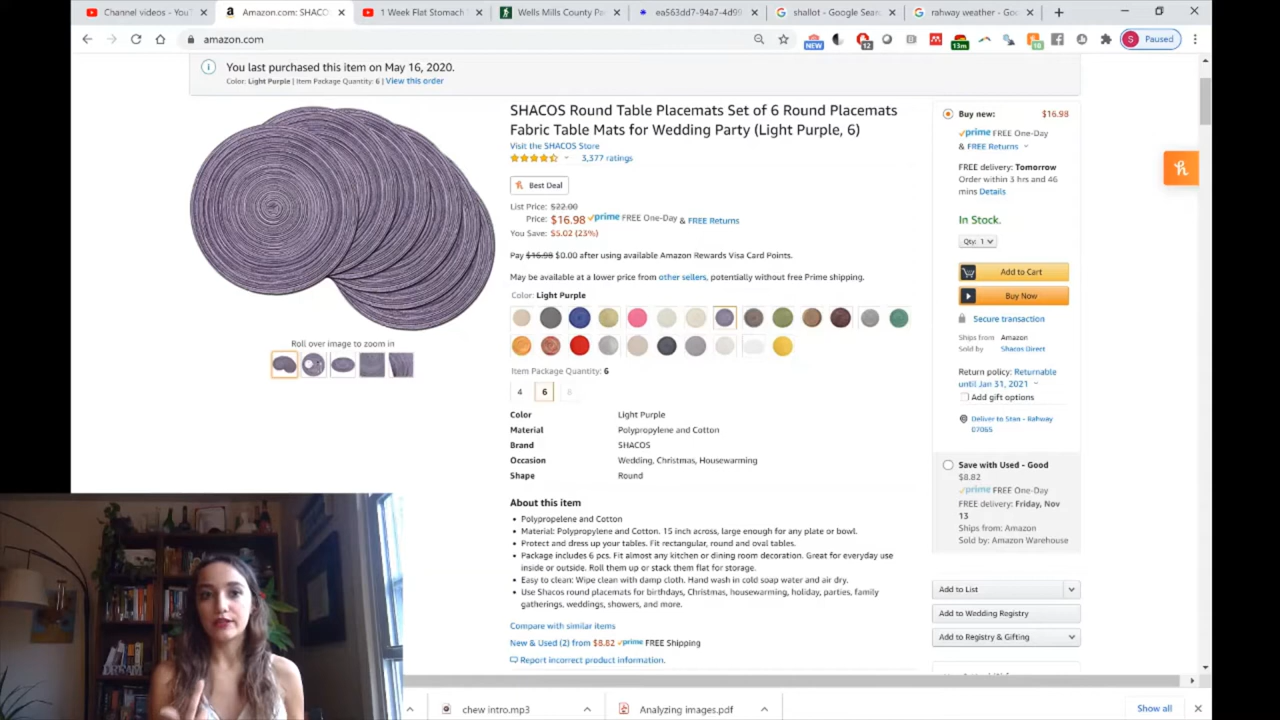 Channel videos - You
Amazon.com: SHACO
1 Week Flat Stomach
Wells Mills County Pa
ea563dd7-94a7-4d99
shallot - Google Sear
rahway weather - Goo
amazon.com
NEW
12
13m
10
S Paused
You last purchased this item on May 16, 2020.
Color: Light Purple | Item Package Quantity: 6 | View this order
SHACOS Round Table Placemats Set of 6 Round Placemats
Fabric Table Mats for Wedding Party (Light Purple, 6)
Visit the SHACOS Store
3,377 ratings
Best Deal
List Price: $22.00
Price: $16.98 prime FREE One-Day & FREE Returns
You Save: $5.02 (23%)
Pay $16.98 $0.00 after using available Amazon Rewards Visa Card Points.
May be available at a lower price from other sellers, potentially without free Prime shipping.
Color: Light Purple
Roll over image to zoom in
Item Package Quantity: 6
4 6 8
Color Light Purple
Material Polypropylene and Cotton
Brand SHACOS
Occasion Wedding, Christmas, Housewarming
Shape Round
About this item
• Polypropelene and Cotton
• Material: Polypropylene and Cotton. 15 inch across, large enough for any plate or bowl.
• Protect and dress up your tables. Fit rectangular, round and oval tables.
• Package includes 6 pcs. Fit almost any kitchen or dining room decoration. Great for everyday use
inside or outside. Roll them up or stack them flat for storage.
• Easy to clean: Wipe clean with damp cloth. Hand wash in cold soap water and air dry.
• Use Shacos round placemats for birthdays, Christmas, housewarming, holiday, parties, family
gatherings, weddings, showers, and more.
Compare with similar items
New & Used (2) from $8.82 prime FREE Shipping
Report incorrect product information.
Buy new: $16.98
prime FREE One-Day
& FREE Returns
FREE delivery: Tomorrow
Order within 3 hrs and 46
mins Details
In Stock.
Qty: 1
Add to Cart
Buy Now
Secure transaction
Ships from Amazon
Sold by Shacos Direct
Return policy: Returnable
until Jan 31, 2021
Add gift options
Deliver to Stan - Rahway
07065
Save with Used - Good
$8.82
prime FREE One-Day
FREE delivery: Friday, Nov
13
Ships from: Amazon
Sold by: Amazon Warehouse
Add to List
Add to Wedding Registry
Add to Registry & Gifting
chew intro.mp3
Analyzing images.pdf
Show all